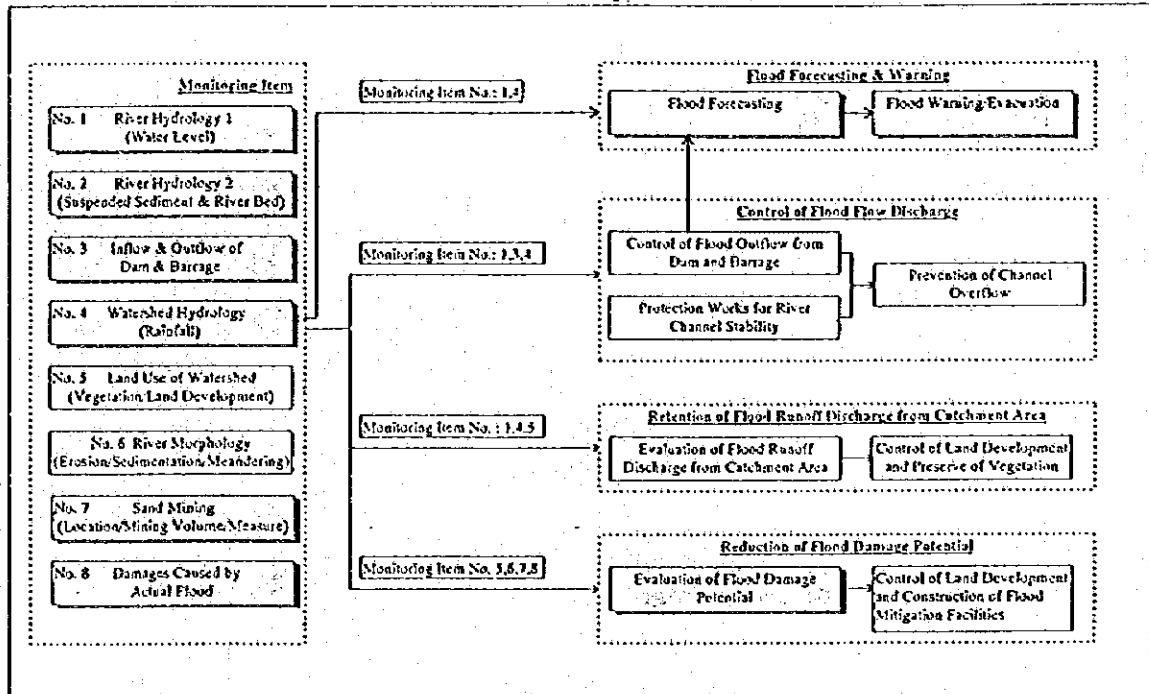 Monitoring Item
No. 1 River Hydrology 1
(Water Level)
No. 2 River Hydrology 2
(Suspended Sediment & River Bed)
No. 3 Inflow & Outflow of
Dam & Barrage
No. 4 Watershed Hydrology
(Rainfall)
No. 5 Land Use of Watershed
(Vegetation/Land Development)
No. 6 River Morphology
(Erosion/Sedimentation/Meandering)
No. 7 Sand Mining
(Location/Mining Volume/Measure)
No. 8 Damages Caused by
Actual Flood
Monitoring Item No.: 1,4
Monitoring Item No.: 1,3,4
Monitoring Item No. : 1,4,5
Monitoring Item No. 5,6,7,8
Flood Forecasting & Warning
Flood Forecasting
Flood Warning/Evacuation
Control of Flood Flow Discharge
Control of Flood Outflow from
Dam and Barrage
Protection Works for River
Channel Stability
Prevention of Channel
Overflow
Retention of Flood Runoff Discharge from Catchment Area
Evaluation of Flood Runoff
Discharge from Catchment Area
Control of Land Development
and Preserve of Vegetation
Reduction of Flood Damage Potential
Evaluation of Flood Damage
Potential
Control of Land Development
and Construction of Flood
Mitigation Facilities